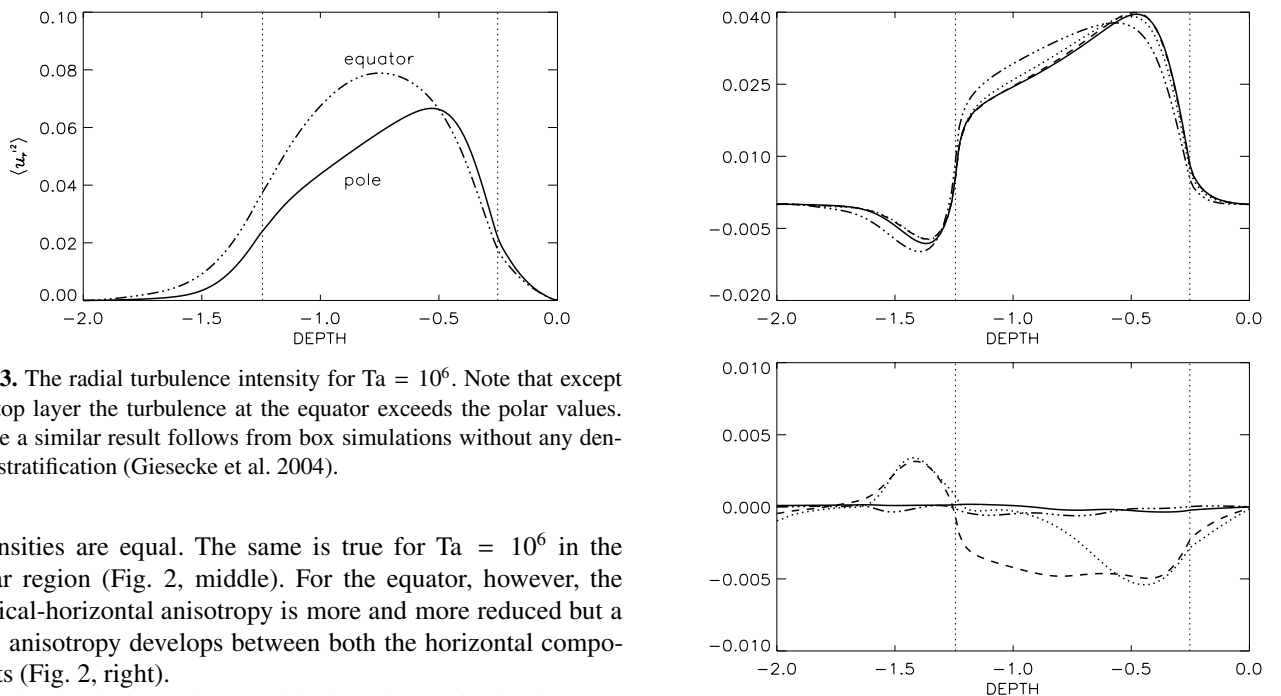 0.10
0.08
0.06
0.04
0.02
0.00
⟨u_r'^2⟩
equator
pole
−2.0 −1.5 −1.0 −0.5 0.0
DEPTH
3. The radial turbulence intensity for Ta = 10^6. Note that except
top layer the turbulence at the equator exceeds the polar values.
e a similar result follows from box simulations without any den-
stratification (Giesecke et al. 2004).
nsities are equal. The same is true for Ta = 10^6 in the
ar region (Fig. 2, middle). For the equator, however, the
ical-horizontal anisotropy is more and more reduced but a
anisotropy develops between both the horizontal compo-
ts (Fig. 2, right).
0.040
0.025
0.010
−0.005
−0.020
−2.0 −1.5 −1.0 −0.5 0.0
DEPTH
0.010
0.005
0.000
−0.005
−0.010
−2.0 −1.5 −1.0 −0.5 0.0
DEPTH